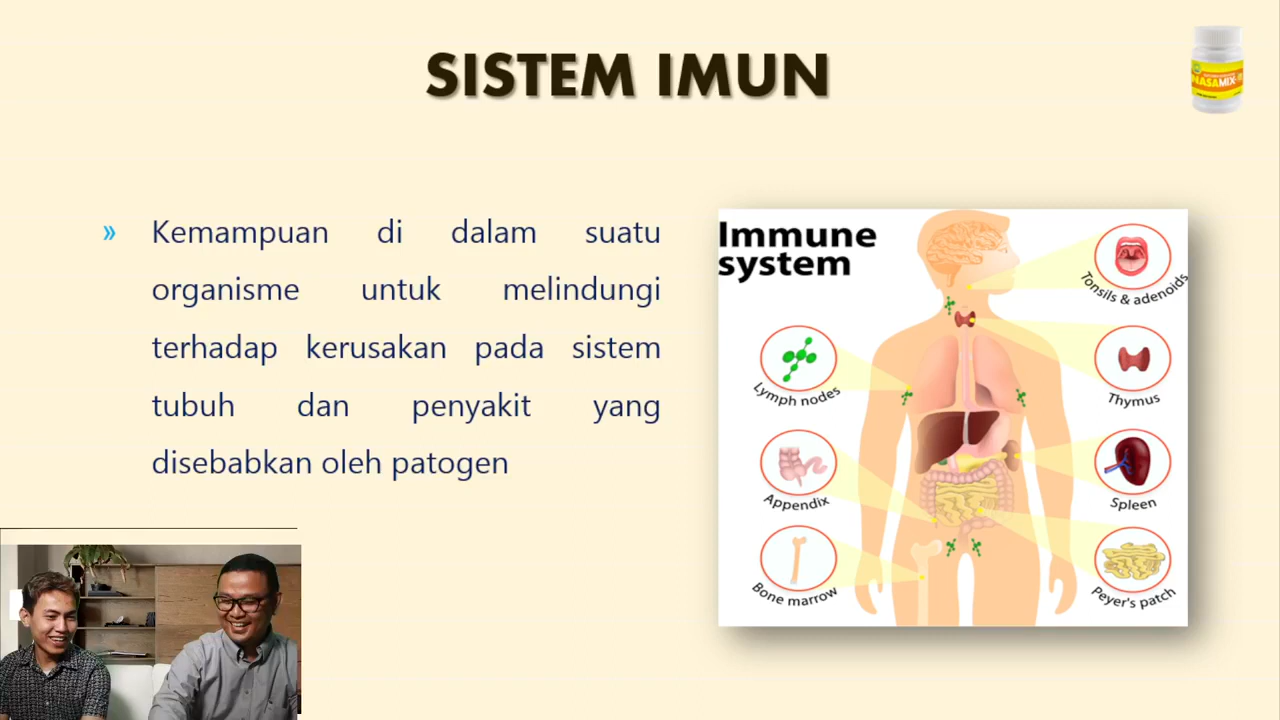 SISTEM IMUN
NASAMIX
» Kemampuan di dalam suatu
organisme untuk melindungi
terhadap kerusakan pada sistem
tubuh dan penyakit yang
disebabkan oleh patogen
Immune
system
Tonsils & adenoids
Lymph nodes
Thymus
Appendix
Spleen
Bone marrow
Peyer's patch